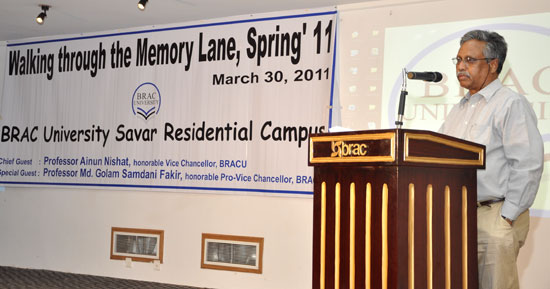 Walking through the Memory Lane, Spring' 11
March 30, 2011
BRAC
UNIVERSITY
BRAC University Savar Residential Campus
Chief Guest : Professor Ainun Nishat, honorable Vice Chancellor, BRACU
Special Guest : Professor Md. Golam Samdani Fakir, honorable Pro-Vice Chancellor, BRAC
brac
BRAC
UNIVERSITY